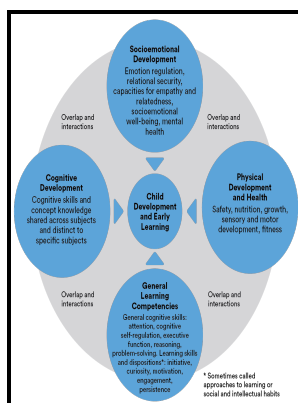 Socioemotional
Development
Emotion regulation,
relational security,
capacities for empathy
and relatedness,
socioemotional
well-being, mental
health
Overlap and
interactions
Overlap and
interactions
Cognitive
Development
Cognitive skills and
concept knowledge
shared across subjects
and distinct to
specific subjects
Child
Development
and Early
Learning
Physical
Development
and Health
Safety, nutrition, growth,
sensory and motor
development, fitness
Overlap and
interactions
Overlap and
interactions
General
Learning
Competencies
General cognitive skills:
attention, cognitive
self-regulation, executive
function, reasoning,
problem-solving. Learning skills
and dispositions*: initiative,
curiosity, motivation,
engagement,
persistence
* Sometimes called
approaches to learning or
social and intellectual habits